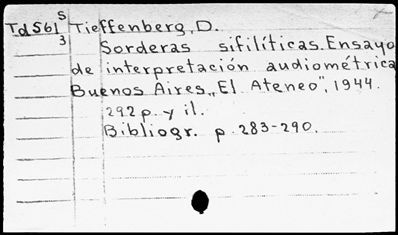 Td561 S Tieffenberg, D.
3
Sorderas sifilíticas. Ensayo
de interpretación audiométrica
Buenos Aires, „El Ateneo", 1944.
292 p. y il.
Bibliogr. p. 283-290.